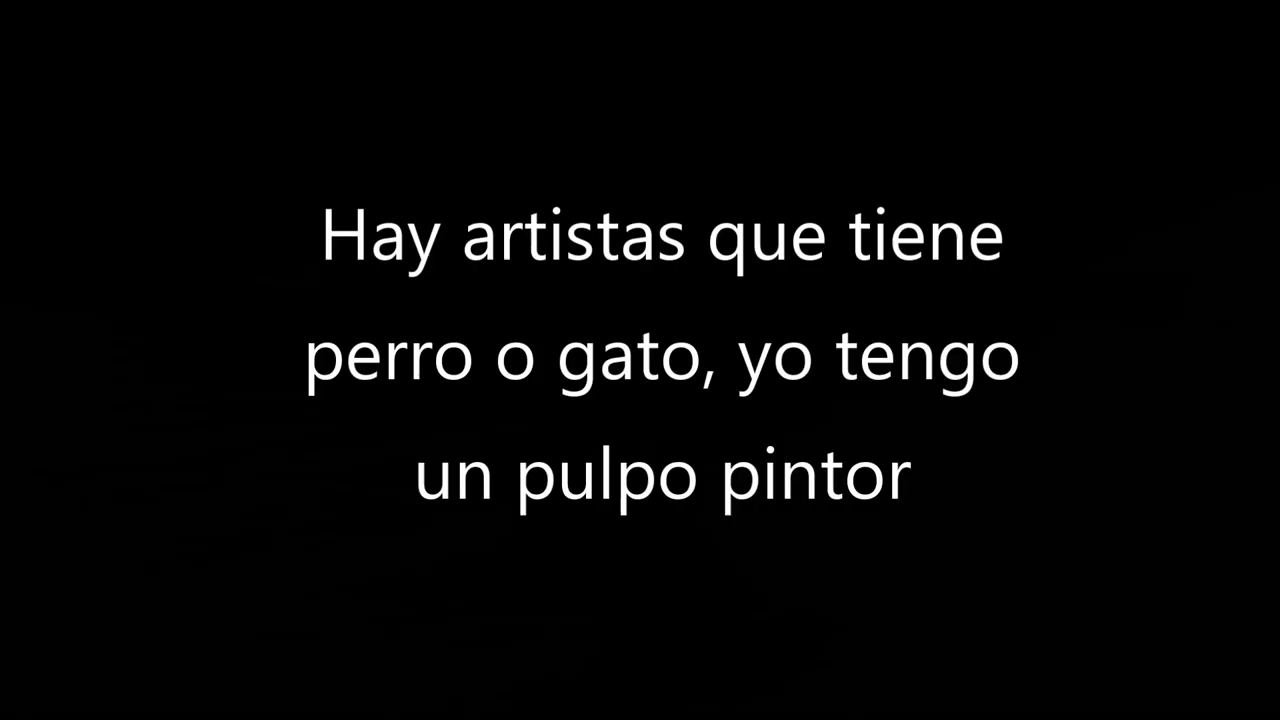 Hay artistas que tiene
perro o gato, yo tengo
un pulpo pintor